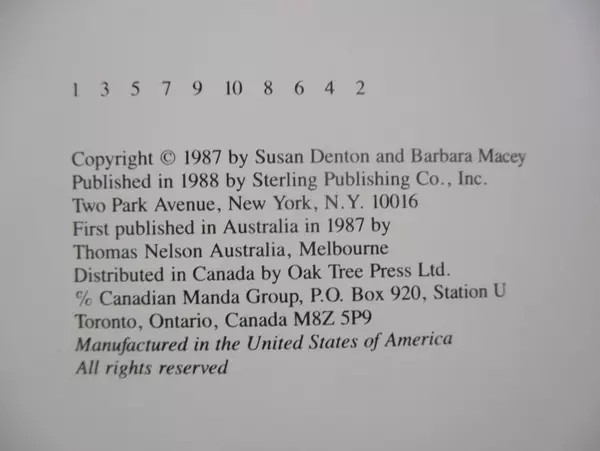 1 3 5 7 9 10 8 6 4 2
Copyright © 1987 by Susan Denton and Barbara Macey
Published in 1988 by Sterling Publishing Co., Inc.
Two Park Avenue, New York, N.Y. 10016
First published in Australia in 1987 by
Thomas Nelson Australia, Melbourne
Distributed in Canada by Oak Tree Press Ltd.
℅ Canadian Manda Group, P.O. Box 920, Station U
Toronto, Ontario, Canada M8Z 5P9
Manufactured in the United States of America
All rights reserved